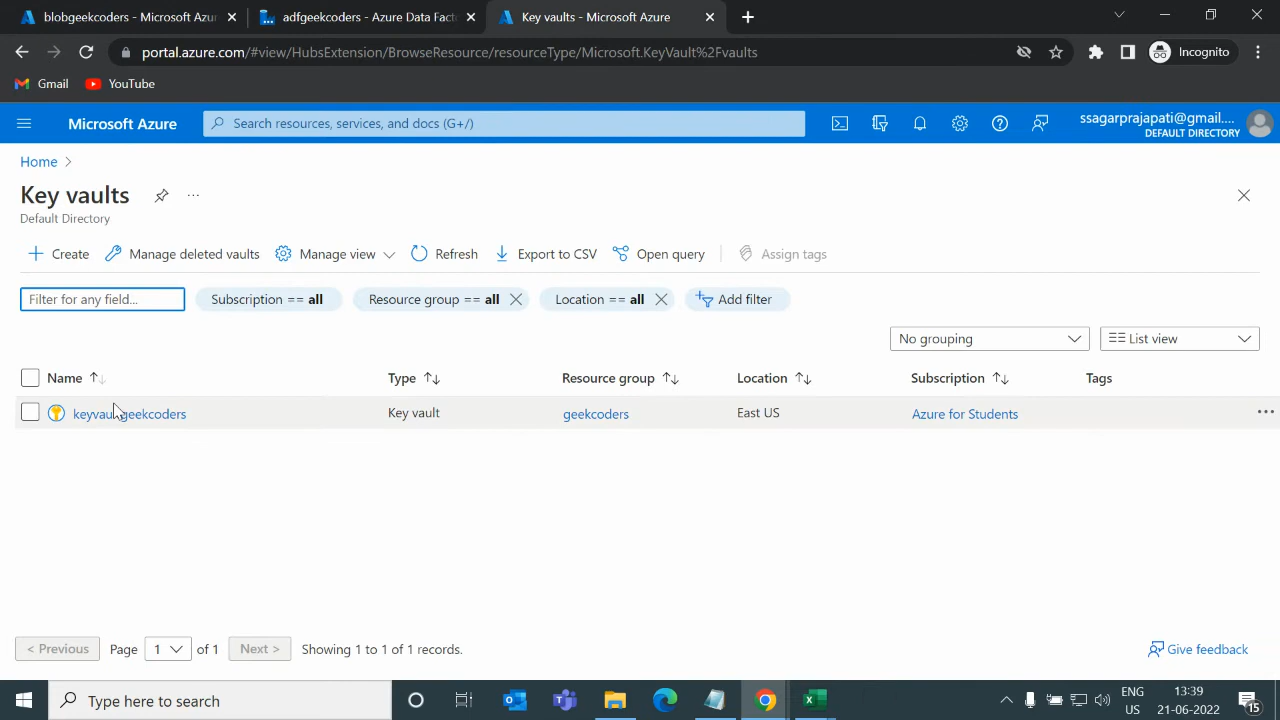 blobgeekcoders - Microsoft Azur
adfgeekcoders - Azure Data Fact
Key vaults - Microsoft Azure
portal.azure.com/#view/HubsExtension/BrowseResource/resourceType/Microsoft.KeyVault%2Fvaults
Incognito
Gmail
YouTube
Microsoft Azure
Search resources, services, and docs (G+/)
ssagarprajapati@gmail....
DEFAULT DIRECTORY
Home
Key vaults
Default Directory
Create
Manage deleted vaults
Manage view
Refresh
Export to CSV
Open query
Assign tags
Filter for any field...
Subscription == all
Resource group == all
Location == all
Add filter
No grouping
List view
Name
Type
Resource group
Location
Subscription
Tags
Key vault
geekcoders
East US
Azure for Students
< Previous
Page
1
of 1
Next >
Showing 1 to 1 of 1 records.
Give feedback
Type here to search
ENG
US
13:39
21-06-2022
15